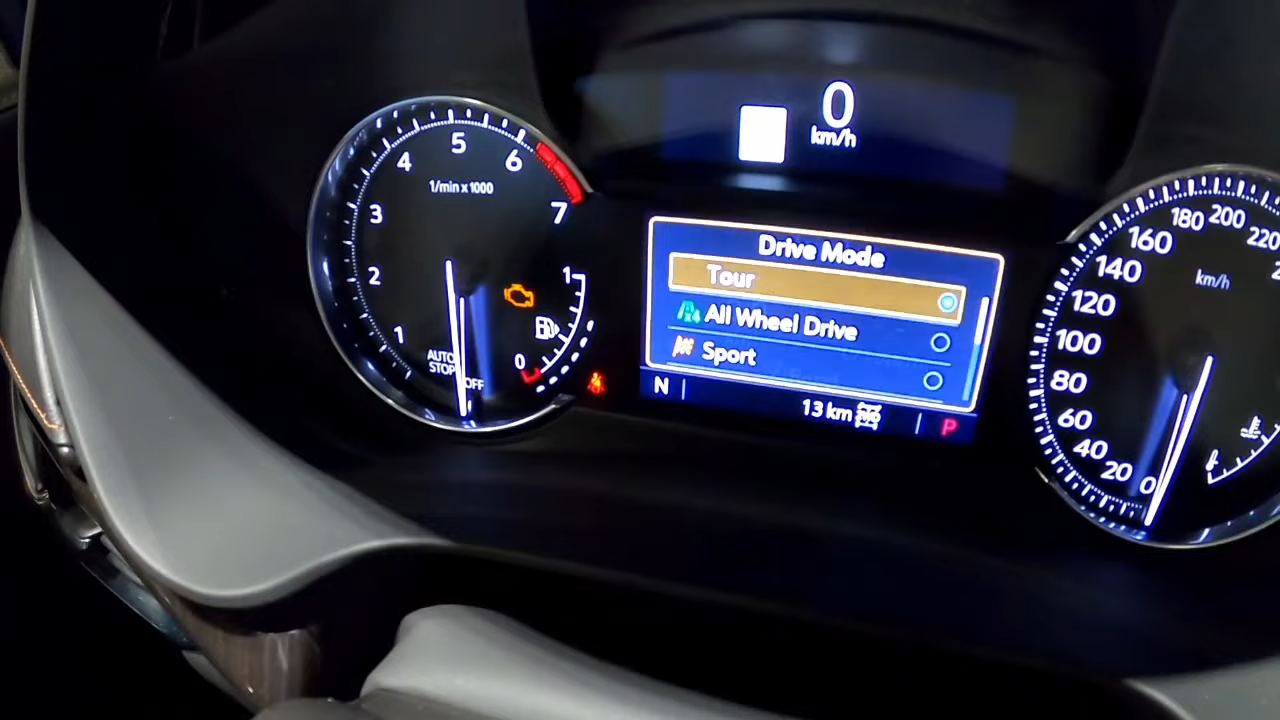 0
km/h
5
4
6
1/min x 1000
3
7
2
1
1
AUTO
STOP
OFF
0
Drive Mode
Tour
All Wheel Drive
Sport
N
13 km
P
200
180
220
160
140
km/h
120
100
80
60
40
20
0